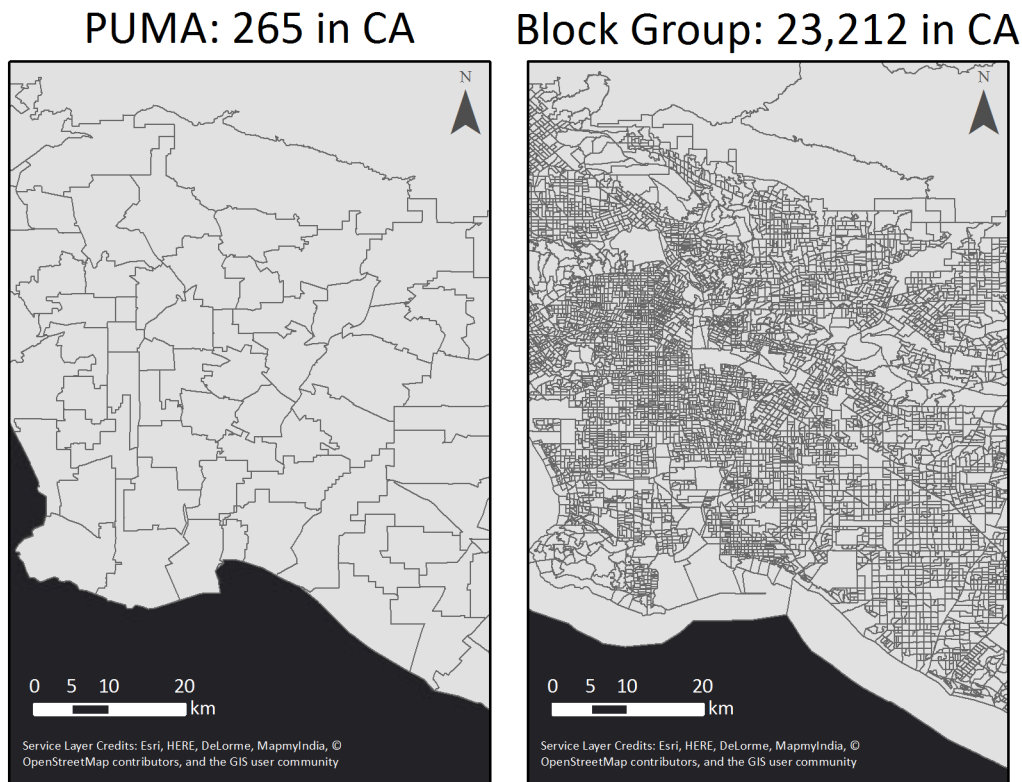 PUMA: 265 in CA
N
0 5 10 20
km
Service Layer Credits: Esri, HERE, DeLorme, MapmyIndia, ©
OpenStreetMap contributors, and the GIS user community
Block Group: 23,212 in CA
N
0 5 10 20
km
Service Layer Credits: Esri, HERE, DeLorme, MapmyIndia, ©
OpenStreetMap contributors, and the GIS user community